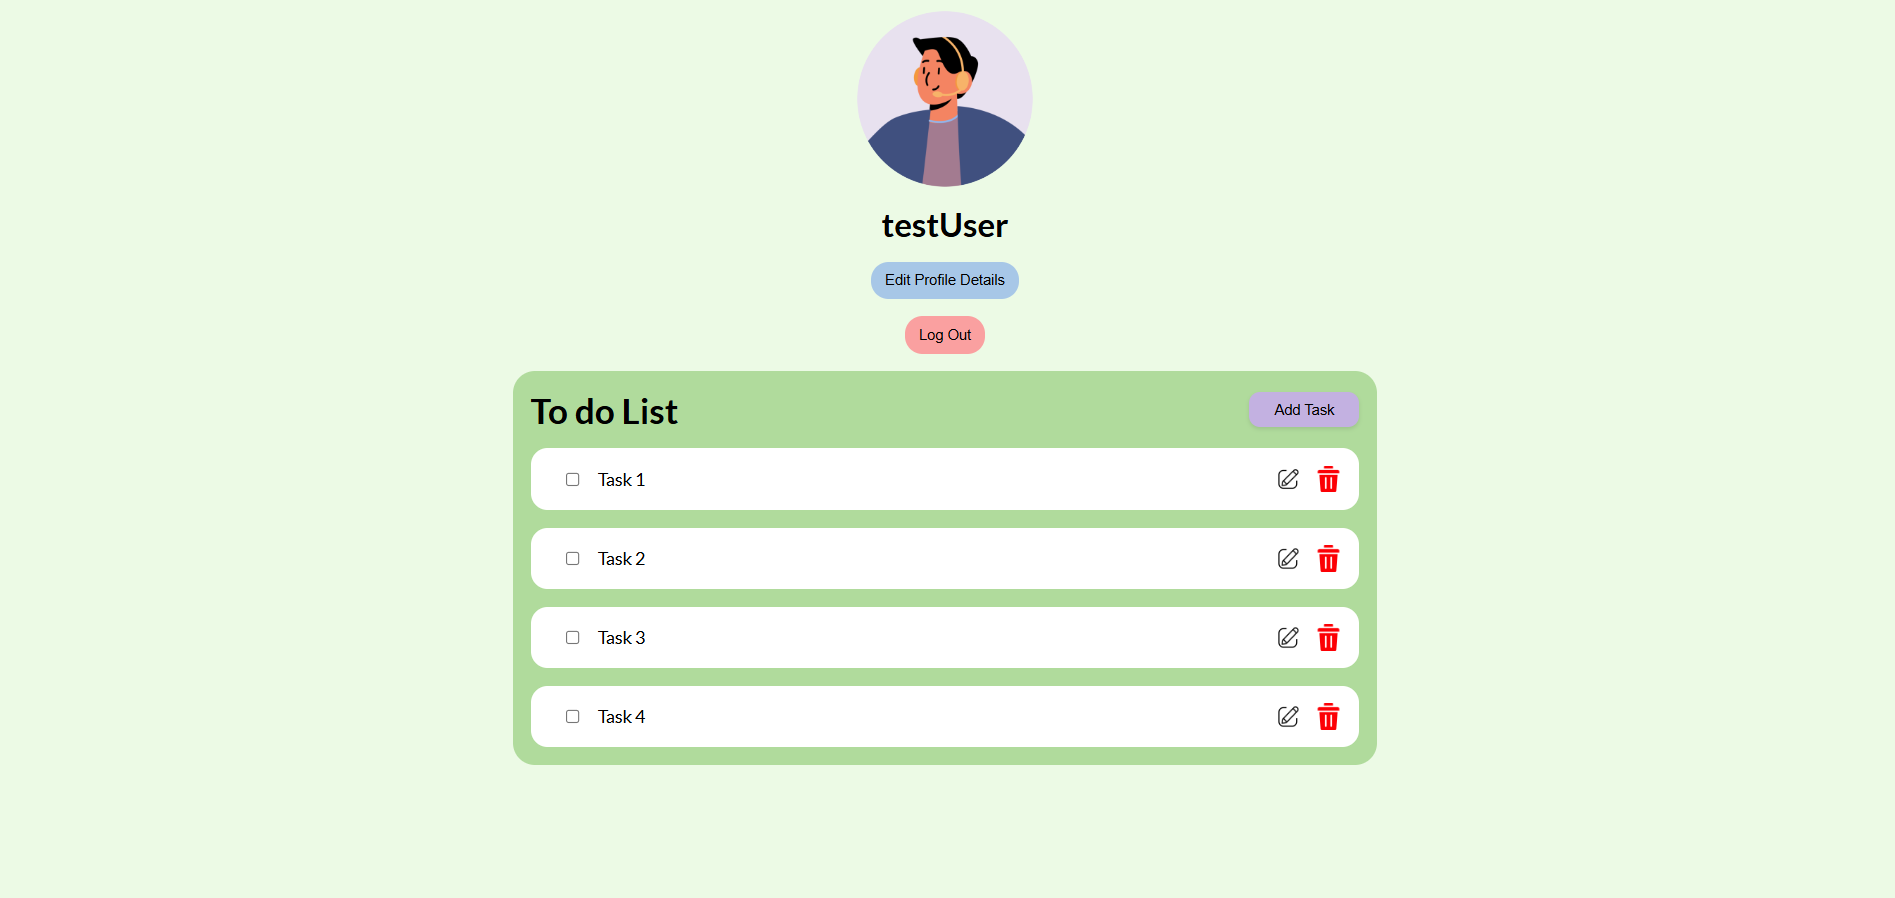 testUser
Edit Profile Details
Log Out
To do List
Add Task
Task 1
Task 2
Task 3
Task 4